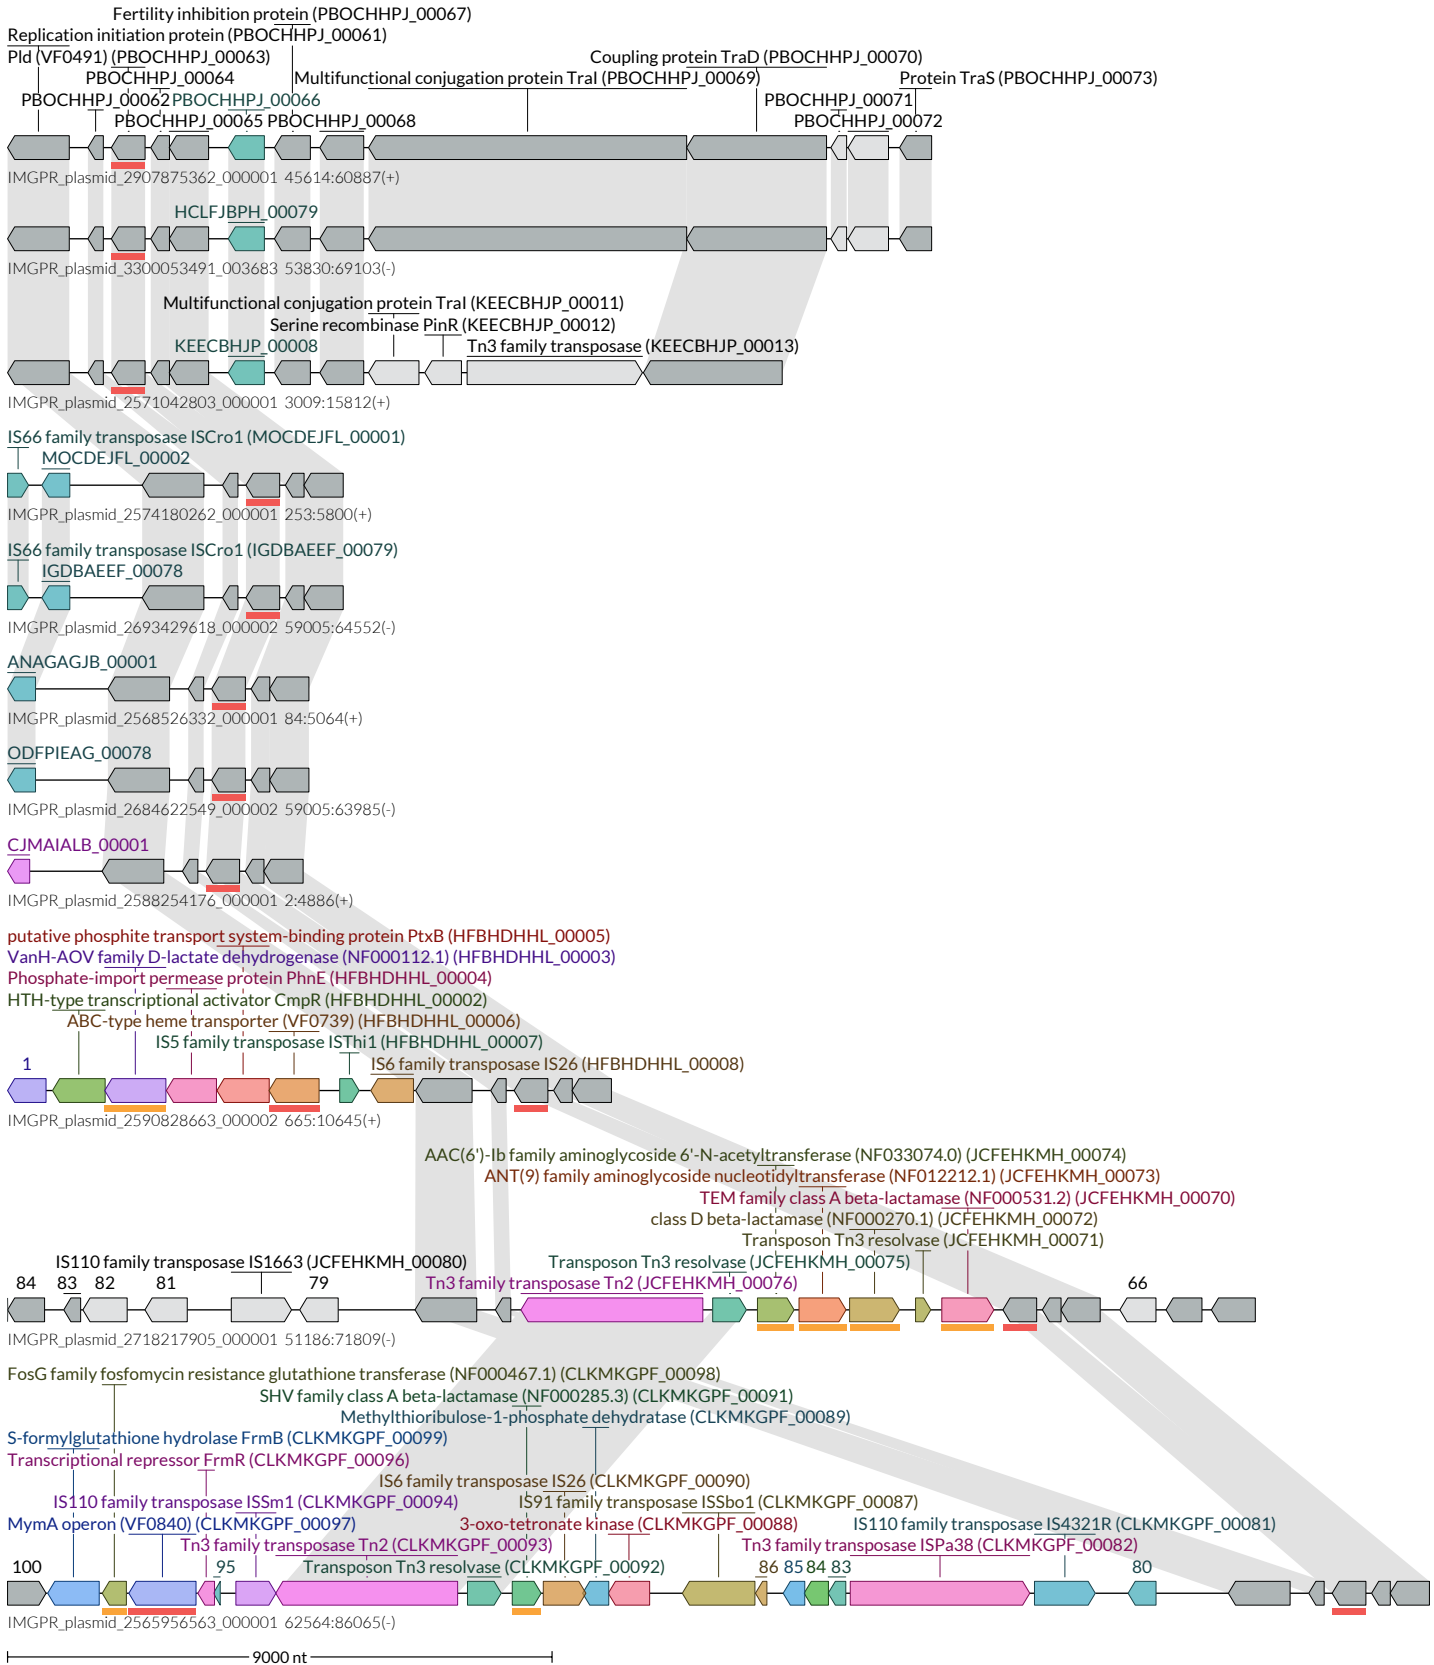 Fertility inhibition protein (PBOCHHPJ_00067)
Replication initiation protein (PBOCHHPJ_00061)
Pld (VF0491) (PBOCHHPJ_00063)
Coupling protein TraD (PBOCHHPJ_00070)
PBOCHHPJ_00064
Multifunctional conjugation protein TraI (PBOCHHPJ_00069)
Protein TraS (PBOCHHPJ_00073)
PBOCHHPJ_00062
PBOCHHPJ_00066
PBOCHHPJ_00071
PBOCHHPJ_00065
PBOCHHPJ_00068
PBOCHHPJ_00072
IMGPR_plasmid_2907875362_000001 45614:60887(+)
HCLFJBPH_00079
IMGPR_plasmid_3300053491_003683 53830:69103(-)
Multifunctional conjugation protein TraI (KEECBHJP_00011)
Serine recombinase PinR (KEECBHJP_00012)
KEECBHJP_00008
Tn3 family transposase (KEECBHJP_00013)
IMGPR_plasmid_2571042803_000001 3009:15812(+)
IS66 family transposase ISCro1 (MOCDEJFL_00001)
MOCDEJFL_00002
IMGPR_plasmid_2574180262_000001 253:5800(+)
IS66 family transposase ISCro1 (IGDBAEEF_00079)
IGDBAEEF_00078
IMGPR_plasmid_2693429618_000002 59005:64552(-)
ANAGAGJB_00001
IMGPR_plasmid_2568526332_000001 84:5064(+)
ODFPIEAG_00078
IMGPR_plasmid_2684622549_000002 59005:63985(-)
CJMAIALB_00001
IMGPR_plasmid_2588254176_000001 2:4886(+)
putative phosphite transport system-binding protein PtxB (HFBHDHHL_00005)
VanH-AOV family D-lactate dehydrogenase (NF000112.1) (HFBHDHHL_00003)
Phosphate-import permease protein PhnE (HFBHDHHL_00004)
HTH-type transcriptional activator CmpR (HFBHDHHL_00002)
ABC-type heme transporter (VF0739) (HFBHDHHL_00006)
IS5 family transposase ISThi1 (HFBHDHHL_00007)
1
IS6 family transposase IS26 (HFBHDHHL_00008)
IMGPR_plasmid_2590828663_000002 665:10645(+)
AAC(6')-Ib family aminoglycoside 6'-N-acetyltransferase (NF033074.0) (JCFEHKMH_00074)
ANT(9) family aminoglycoside nucleotidyltransferase (NF012212.1) (JCFEHKMH_00073)
TEM family class A beta-lactamase (NF000531.2) (JCFEHKMH_00070)
class D beta-lactamase (NF000270.1) (JCFEHKMH_00072)
Transposon Tn3 resolvase (JCFEHKMH_00071)
IS110 family transposase IS1663 (JCFEHKMH_00080)
Transposon Tn3 resolvase (JCFEHKMH_00075)
84 83 82 81 79
Tn3 family transposase Tn2 (JCFEHKMH_00076)
66
IMGPR_plasmid_2718217905_000001 51186:71809(-)
FosG family fosfomycin resistance glutathione transferase (NF000467.1) (CLKMKGPF_00098)
SHV family class A beta-lactamase (NF000285.3) (CLKMKGPF_00091)
Methylthioribulose-1-phosphate dehydratase (CLKMKGPF_00089)
S-formylglutathione hydrolase FrmB (CLKMKGPF_00099)
Transcriptional repressor FrmR (CLKMKGPF_00096)
IS6 family transposase IS26 (CLKMKGPF_00090)
IS110 family transposase ISSm1 (CLKMKGPF_00094)
IS91 family transposase ISSbo1 (CLKMKGPF_00087)
MymA operon (VF0840) (CLKMKGPF_00097)
3-oxo-tetronate kinase (CLKMKGPF_00088)
IS110 family transposase IS4321R (CLKMKGPF_00081)
Tn3 family transposase Tn2 (CLKMKGPF_00093)
Tn3 family transposase ISPa38 (CLKMKGPF_00082)
100
95
Transposon Tn3 resolvase (CLKMKGPF_00092)
86 85 84 83
80
IMGPR_plasmid_2565956563_000001 62564:86065(-)
9000 nt